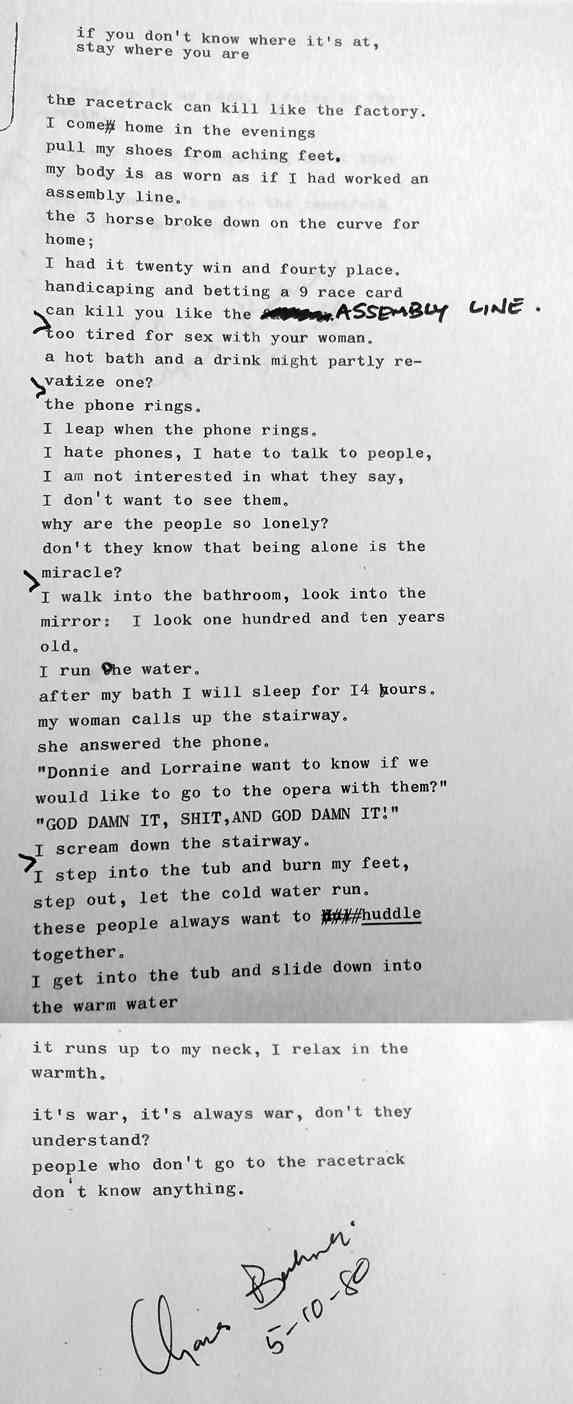 if you don't know where it's at,
stay where you are
the racetrack can kill like the factory.
I come home in the evenings
pull my shoes from aching feet.
my body is as worn as if I had worked an
assembly line.
the 3 horse broke down on the curve for
home;
I had it twenty win and fourty place.
handicaping and betting a 9 race card
can kill you like the ASSEMBLY LINE.
too tired for sex with your woman.
a hot bath and a drink might partly re-
vatize one?
the phone rings.
I leap when the phone rings.
I hate phones, I hate to talk to people,
I am not interested in what they say,
I don't want to see them.
why are the people so lonely?
don't they know that being alone is the
miracle?
I walk into the bathroom, look into the
mirror: I look one hundred and ten years
old.
I run the water.
after my bath I will sleep for I4 hours.
my woman calls up the stairway.
she answered the phone.
"Donnie and Lorraine want to know if we
would like to go to the opera with them?"
"GOD DAMN IT, SHIT,AND GOD DAMN IT!"
I scream down the stairway.
I step into the tub and burn my feet,
step out, let the cold water run.
these people always want to huddle
together.
I get into the tub and slide down into
the warm water
it runs up to my neck, I relax in the
warmth.
it's war, it's always war, don't they
understand?
people who don't go to the racetrack
don't know anything.
Charles Bukowski
5-10-80